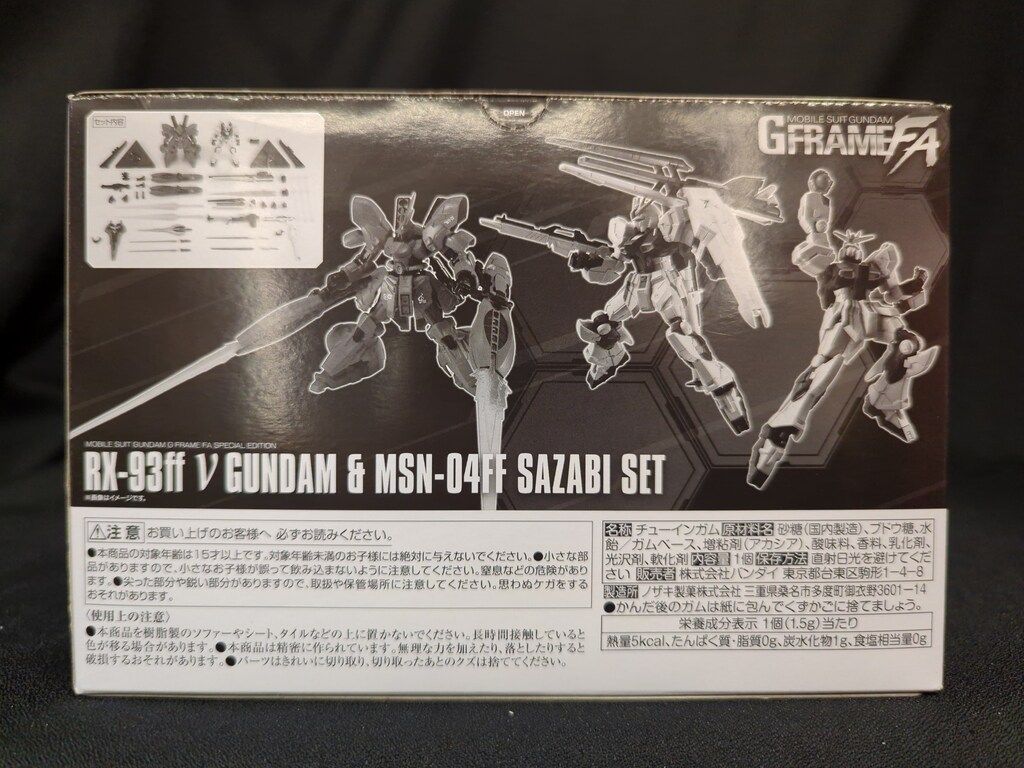 OPEN
セット内容
MOBILE SUIT GUNDAM
GFRAMEFA
MOBILE SUIT GUNDAM G FRAME FA SPECIAL EDITION
RX-93ff ν GUNDAM & MSN-04FF SAZABI SET
※画像はイメージです。
⚠注意 お買い上げのお客様へ 必ずお読みください。
●本商品の対象年齢は15才以上です。対象年齢未満のお子様には絶対に与えないでください。●小さな部
品がありますので、小さなお子様が誤って飲み込まないように注意してください。窒息などの危険があり
ます。●尖った部分や鋭い部分がありますので、取扱や保管場所に注意してください。思わぬケガをする
おそれがあります。
〈使用上の注意〉
●本商品を樹脂製のソファーやシート、タイルなどの上に置かないでください。長時間接触していると
色が移る場合があります。●本商品は精密に作られています。無理な力を加えたり、落としたりすると
破損するおそれがあります。●パーツはきれいに切り取り、切り取ったあとのクズは捨ててください。
名称 チューインガム 原材料名 砂糖(国内製造)、ブドウ糖、水
飴/ガムベース、増粘剤(アカシア)、酸味料、香料、乳化剤、
光沢剤、軟化剤 内容量 1個 保存方法 直射日光を避けてくだ
さい 販売者 株式会社バンダイ 東京都台東区駒形1-4-8
製造所 ノザキ製菓株式会社 三重県桑名市多度町御衣野3601-14
●かんだ後のガムは紙に包んでくずかごに捨てましょう。
栄養成分表示 1個(1.5g)当たり
熱量5kcal、たんぱく質・脂質0g、炭水化物1g、食塩相当量0g